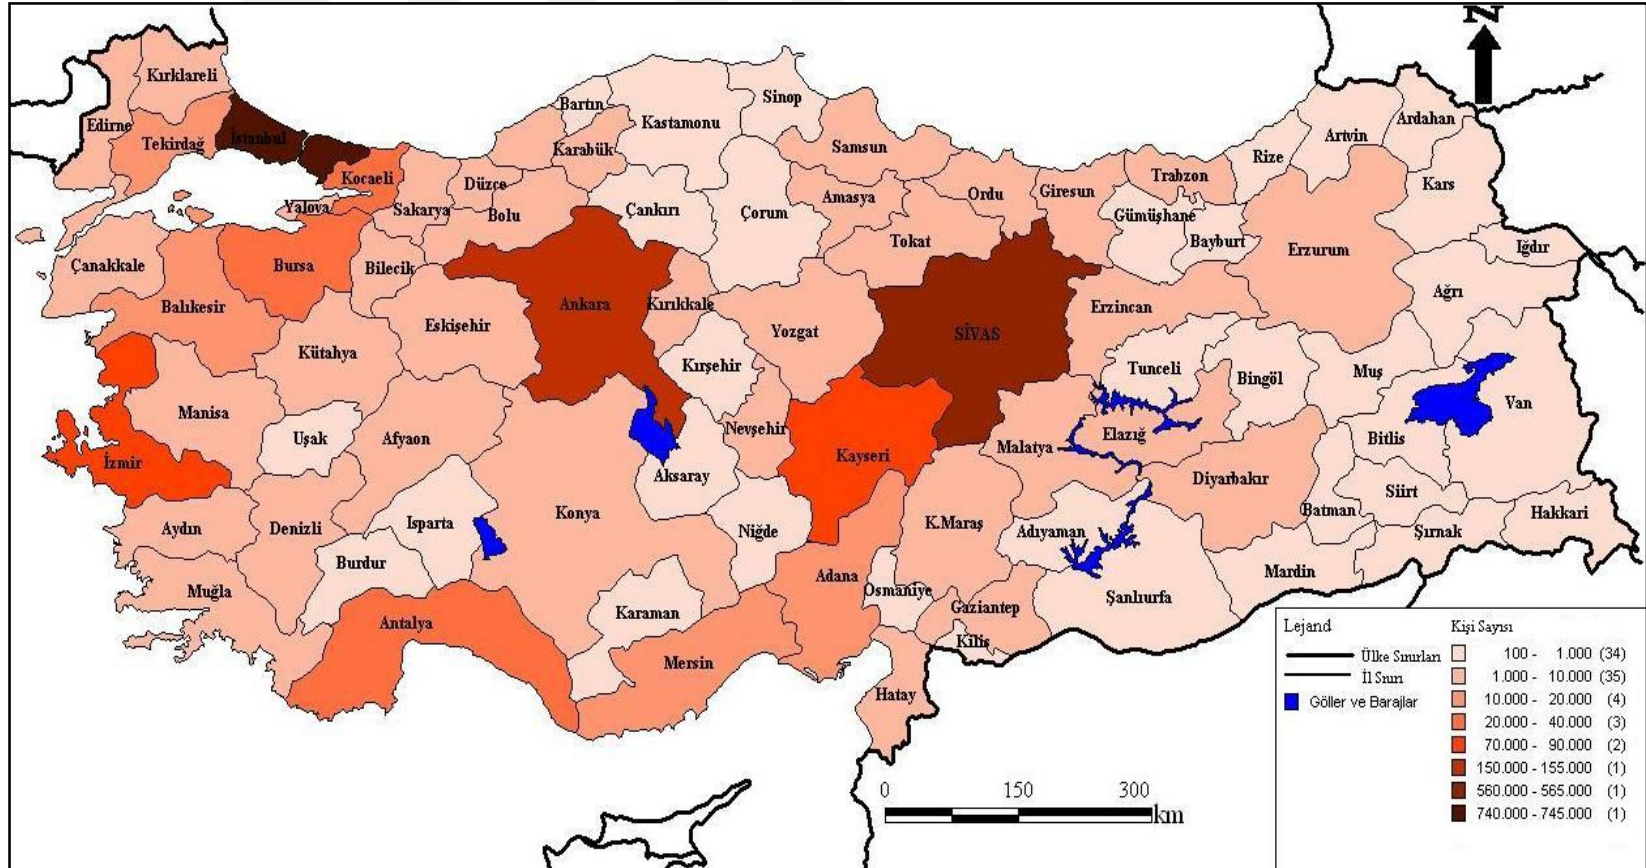 N
Kırklareli
Edirne
Tekirdağ
İstanbul
Kocaeli
Yalova
Sakarya
Düzce
Bolu
Bartın
Karabük
Kastamonu
Sinop
Çankırı
Çorum
Samsun
Amasya
Ordu
Giresun
Trabzon
Rize
Artvin
Ardahan
Kars
Gümüşhane
Bayburt
Erzurum
Iğdır
Ağrı
Çanakkale
Bursa
Bilecik
Balıkesir
Eskişehir
Ankara
Kırıkkale
Tokat
Yozgat
SİVAS
Erzincan
Kütahya
Kırşehir
Tunceli
Bingöl
Muş
Van
Manisa
Uşak
Afyaon
Nevşehir
Kayseri
Malatya
Elazığ
Bitlis
İzmir
Aksaray
Diyarbakır
Siirt
Batman
Şırnak
Hakkari
Aydın
Denizli
Isparta
Konya
Niğde
K.Maraş
Adıyaman
Burdur
Muğla
Adana
Osmaniye
Gaziantep
Şanlıurfa
Mardin
Karaman
Antalya
Mersin
Kilis
Hatay
0 150 300
km
Lejand
Ülke Sınırları
İl Sınırı
Göller ve Barajlar
Kişi Sayısı
100 - 1.000 (34)
1.000 - 10.000 (35)
10.000 - 20.000 (4)
20.000 - 40.000 (3)
70.000 - 90.000 (2)
150.000 - 155.000 (1)
560.000 - 565.000 (1)
740.000 - 745.000 (1)